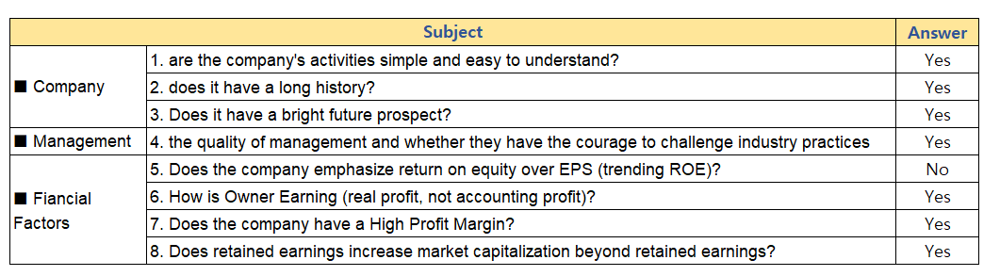 Subject Answer
■ Company
1. are the company's activities simple and easy to understand? Yes
2. does it have a long history? Yes
3. Does it have a bright future prospect? Yes
■ Management 4. the quality of management and whether they have the courage to challenge industry practices Yes
■ Fiancial
Factors
5. Does the company emphasize return on equity over EPS (trending ROE)? No
6. How is Owner Earning (real profit, not accounting profit)? Yes
7. Does the company have a High Profit Margin? Yes
8. Does retained earnings increase market capitalization beyond retained earnings? Yes